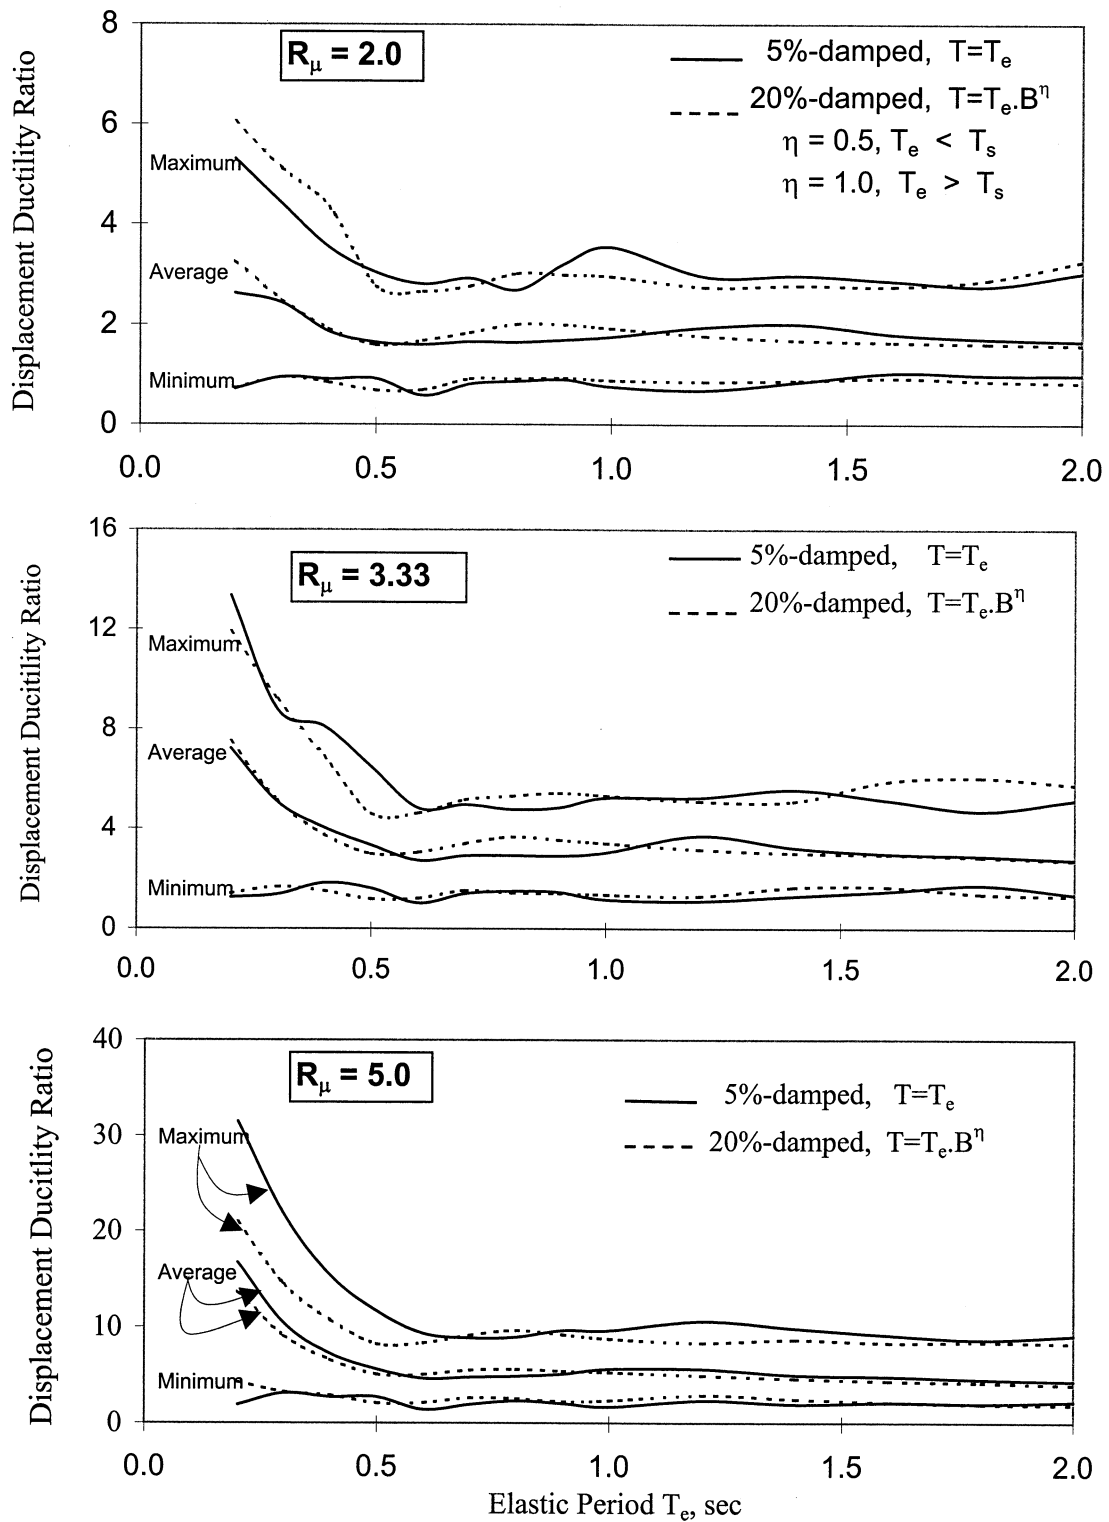 Displacement Ductility Ratio
8
6
4
2
0
R_μ = 2.0
5%-damped, T=T_e
20%-damped, T=T_e.B^η
η = 0.5, T_e < T_s
η = 1.0, T_e > T_s
Maximum
Average
Minimum
0.0 0.5 1.0 1.5 2.0
Displacement Ducitility Ratio
16
12
8
4
0
R_μ = 3.33
5%-damped, T=T_e
20%-damped, T=T_e.B^η
Maximum
Average
Minimum
0.0 0.5 1.0 1.5 2.0
Displacement Ducitlity Ratio
40
30
20
10
0
R_μ = 5.0
5%-damped, T=T_e
20%-damped, T=T_e.B^η
Maximum
Average
Minimum
0.0 0.5 1.0 1.5 2.0
Elastic Period T_e, sec